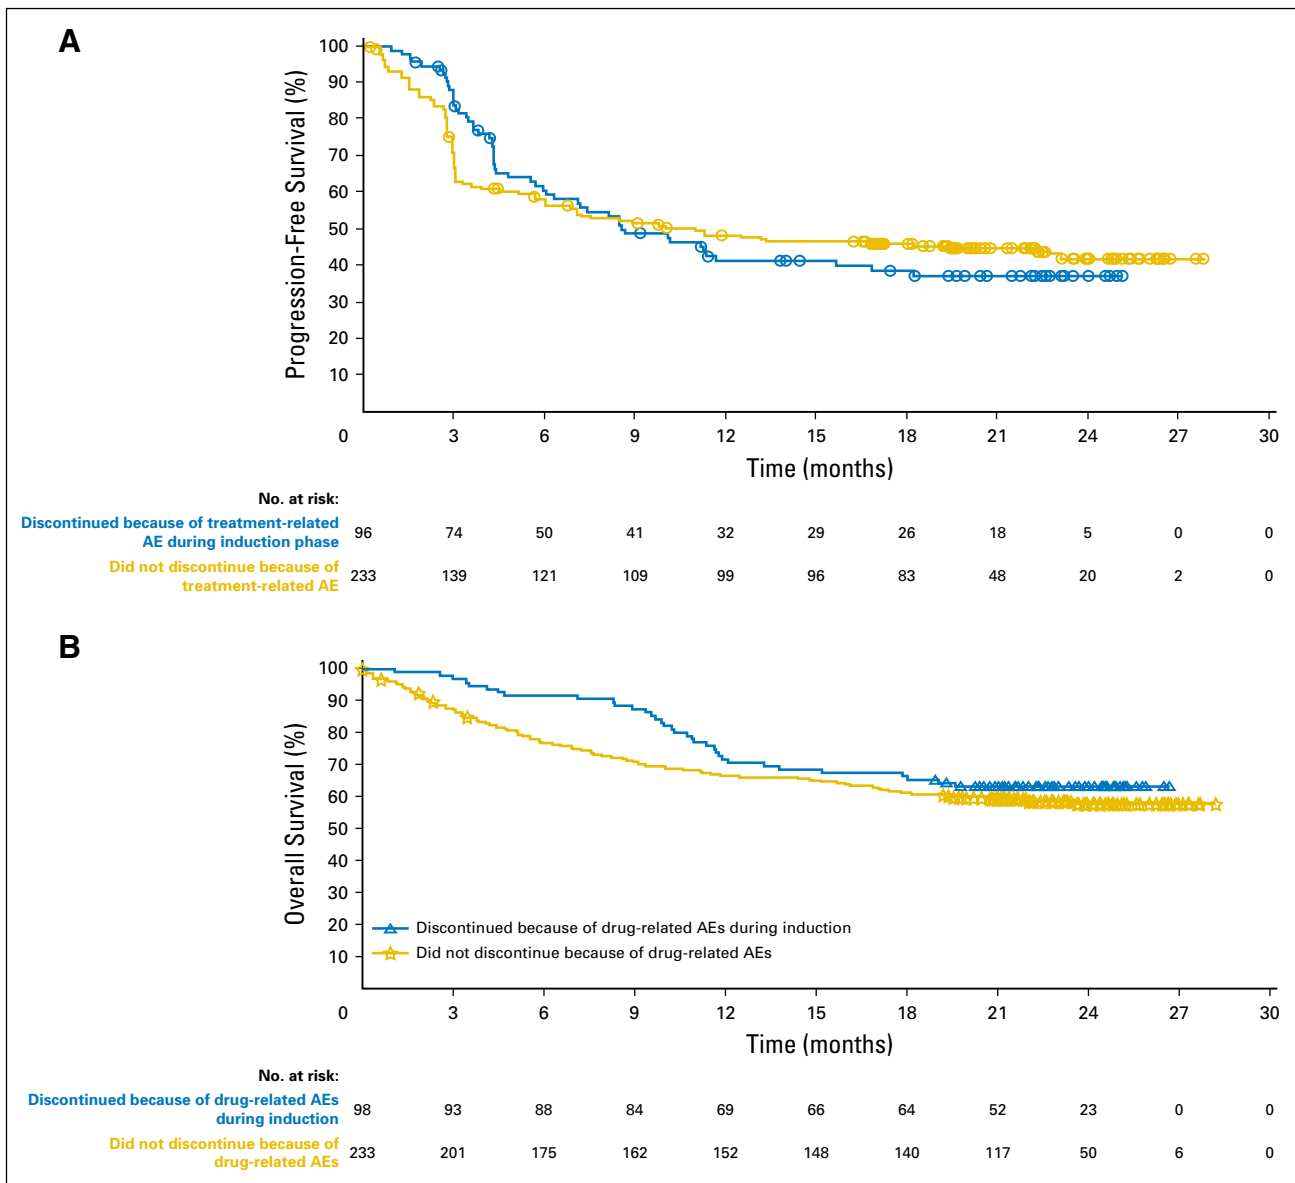 A
100
90
80
70
60
50
40
30
20
10
Progression-Free Survival (%)
0 3 6 9 12 15 18 21 24 27 30
Time (months)
No. at risk:
Discontinued because of treatment-related
AE during induction phase
96 74 50 41 32 29 26 18 5 0 0
Did not discontinue because of
treatment-related AE
233 139 121 109 99 96 83 48 20 2 0
B
100
90
80
70
60
50
40
30
20
10
Overall Survival (%)
Discontinued because of drug-related AEs during induction
Did not discontinue because of drug-related AEs
0 3 6 9 12 15 18 21 24 27 30
Time (months)
No. at risk:
Discontinued because of drug-related AEs
during induction
98 93 88 84 69 66 64 52 23 0 0
Did not discontinue because of
drug-related AEs
233 201 175 162 152 148 140 117 50 6 0